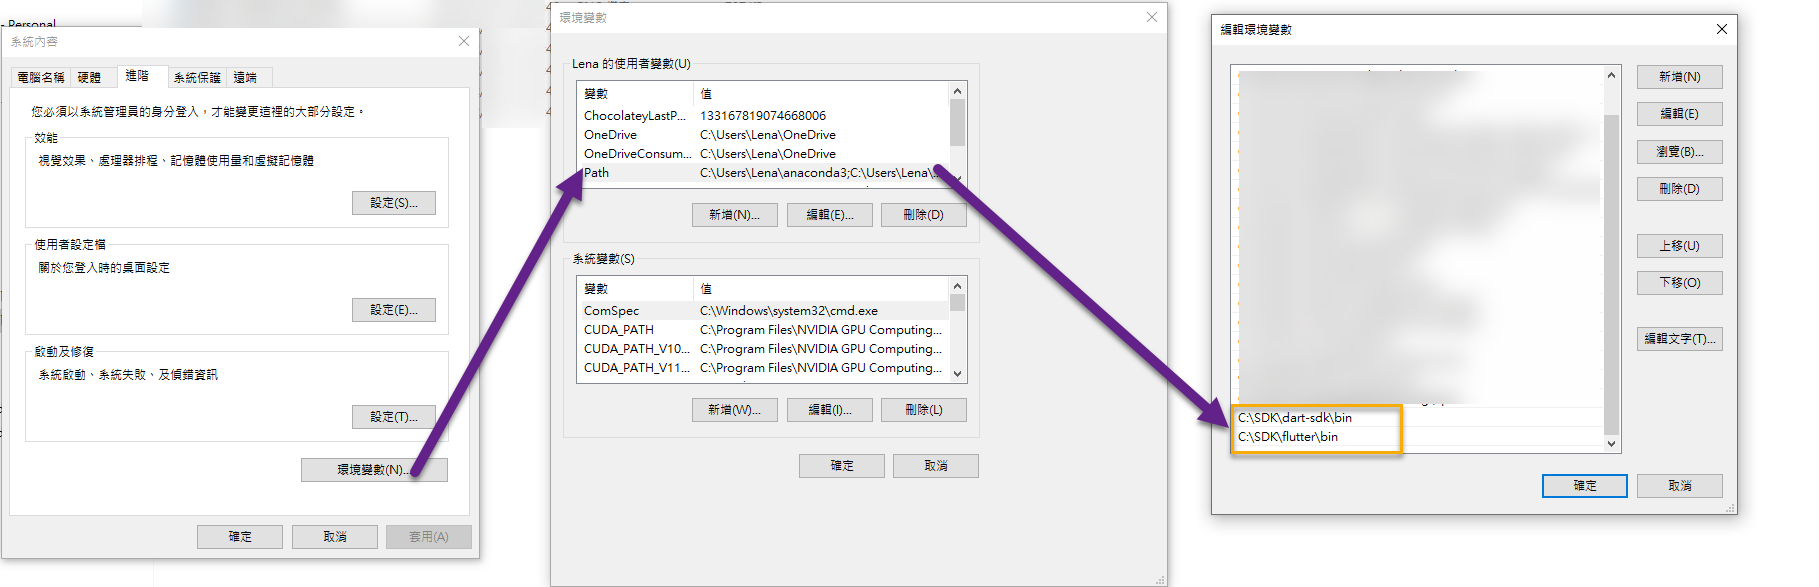 - Personal
系統內容
電腦名稱
硬體
進階
系統保護
遠端
您必須以系統管理員的身分登入，才能變更這裡的大部分設定。
效能
視覺效果、處理器排程、記憶體使用量和虛擬記憶體
設定(S)...
使用者設定檔
關於您登入時的桌面設定
設定(E)...
啟動及修復
系統啟動、系統失敗、及偵錯資訊
設定(T)...
環境變數(N)...
確定
取消
套用(A)
環境變數
Lena 的使用者變數(U)
變數 值
ChocolateyLastP... 133167819074668006
OneDrive C:\Users\Lena\OneDrive
OneDriveConsum... C:\Users\Lena\OneDrive
Path C:\Users\Lena\anaconda3;C:\Users\Lena\...
新增(N)...
編輯(E)...
刪除(D)
系統變數(S)
變數 值
ComSpec C:\Windows\system32\cmd.exe
CUDA_PATH C:\Program Files\NVIDIA GPU Computing...
CUDA_PATH_V10... C:\Program Files\NVIDIA GPU Computing...
CUDA_PATH_V11... C:\Program Files\NVIDIA GPU Computing...
新增(W)...
編輯(I)...
刪除(L)
確定
取消
編輯環境變數
C:\SDK\dart-sdk\bin
C:\SDK\flutter\bin
新增(N)
編輯(E)
瀏覽(B)...
刪除(D)
上移(U)
下移(O)
編輯文字(T)...
確定
取消